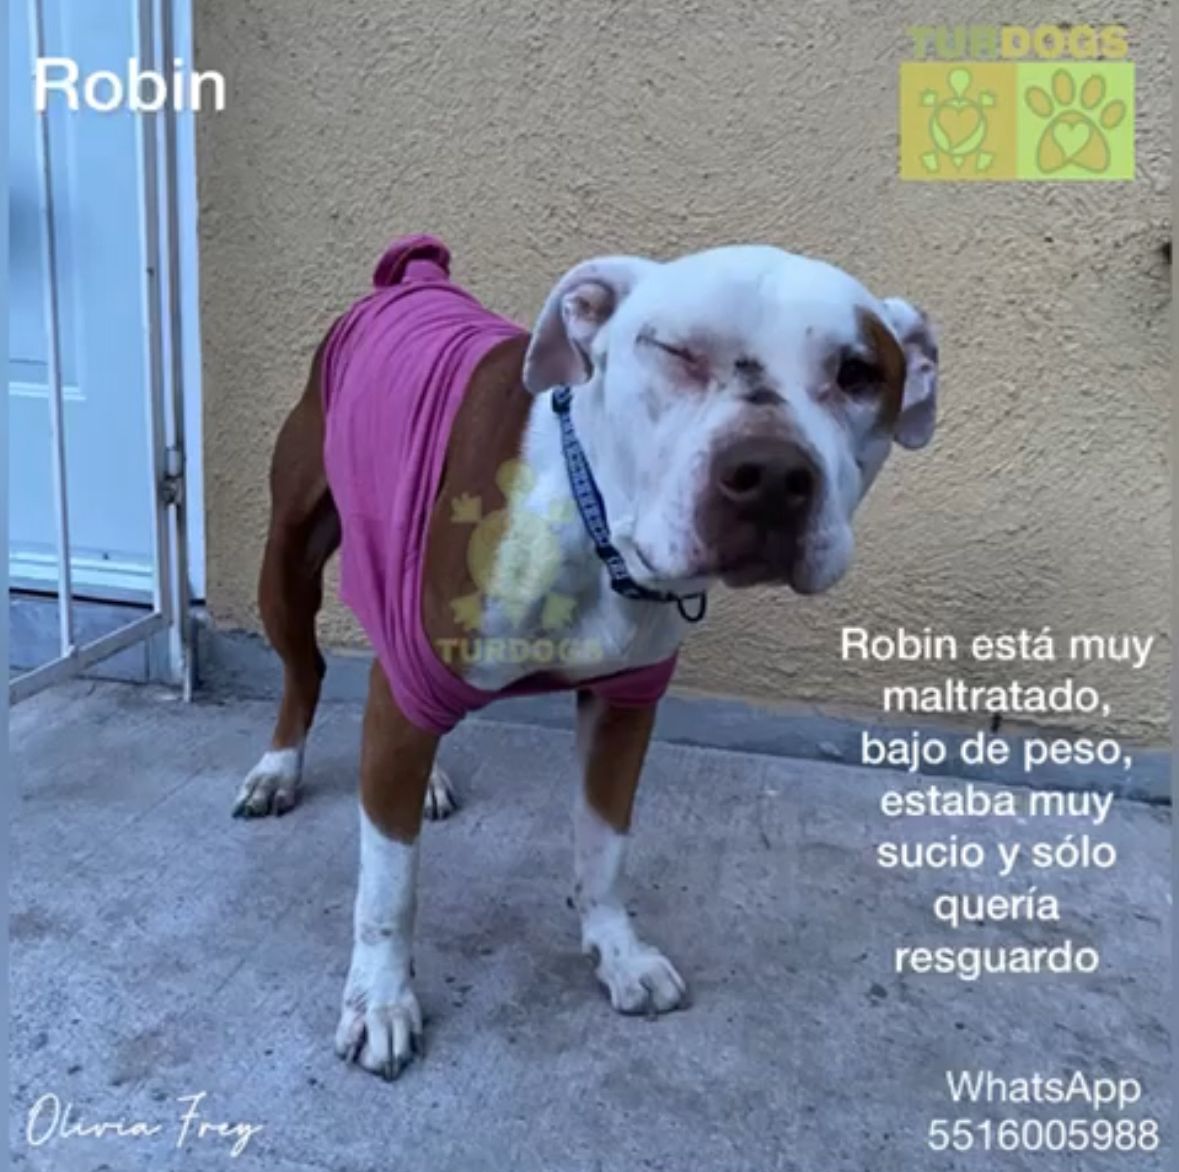 Robin
TURDOGS
TURDOGS
Robin está muy
maltratado,
bajo de peso,
estaba muy
sucio y sólo
quería
resguardo
Olivia Frey
WhatsApp
5516005988